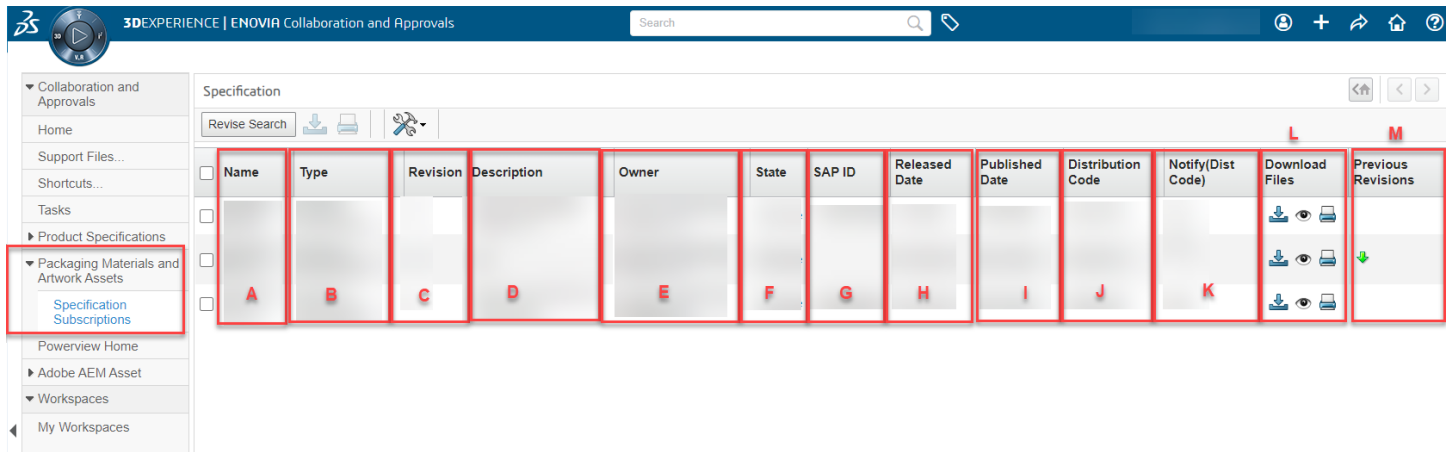 3DEXPERIENCE | ENOVIA Collaboration and Approvals
Search
3D
V.R
Collaboration and
Approvals
Home
Support Files...
Shortcuts...
Tasks
Product Specifications
Packaging Materials and
Artwork Assets
Specification
Subscriptions
Powerview Home
Adobe AEM Asset
Workspaces
My Workspaces
Specification
Revise Search
L M
Name Type Revision Description Owner State SAP ID Released Date Published Date Distribution Code Notify(Dist Code) Download Files Previous Revisions
A B C D E F G H I J K